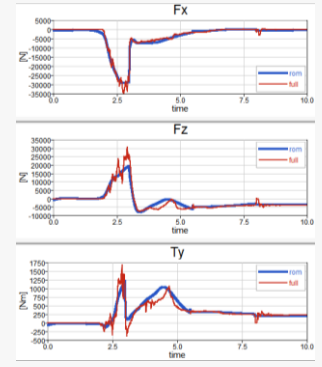 Fx
5000
0
-5000
-10000
-15000
-20000
-25000
-30000
-35000
[N]
rom
full
0.0 2.5 5.0 7.5 10.0
time
Fz
35000
30000
25000
20000
15000
10000
5000
0
-5000
-10000
[N]
rom
full
0.0 2.5 5.0 7.5 10.0
time
Ty
1750
1500
1250
1000
750
500
250
0
-250
-500
[Nm]
rom
full
0.0 2.5 5.0 7.5 10.0
time